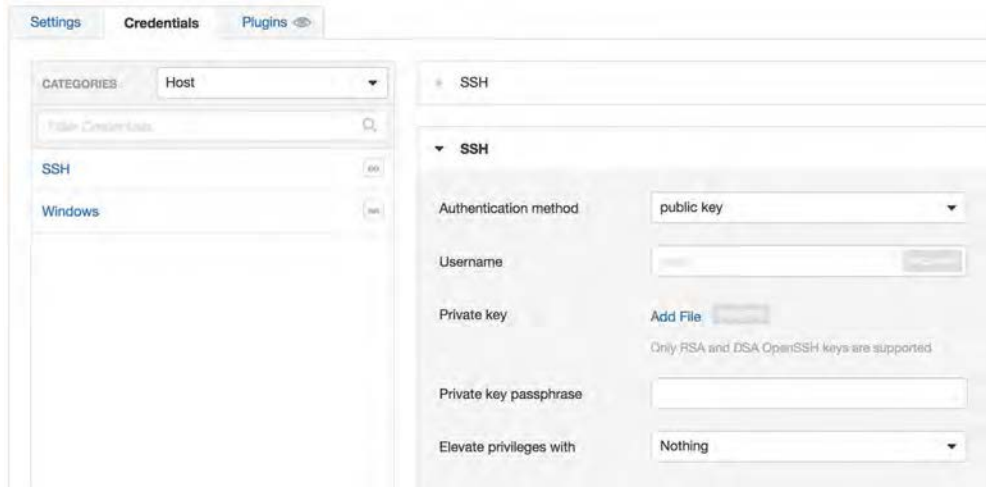 Settings Credentials Plugins
CATEGORIES Host
SSH
Windows
SSH
SSH
Authentication method public key
Username
Private key Add File
Only RSA and DSA OpenSSH keys are supported
Private key passphrase
Elevate privileges with Nothing